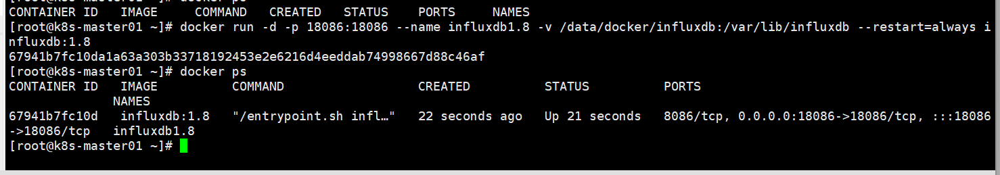 [root@k8s-master01 ~]# docker ps
CONTAINER ID   IMAGE     COMMAND   CREATED   STATUS    PORTS     NAMES
[root@k8s-master01 ~]# docker run -d -p 18086:18086 --name influxdb1.8 -v /data/docker/influxdb:/var/lib/influxdb --restart=always i
nfluxdb:1.8
67941b7fc10da1a63a303b33718192453e2e6216d4eeddab74998667d88c46af
[root@k8s-master01 ~]# docker ps
CONTAINER ID   IMAGE          COMMAND                  CREATED          STATUS          PORTS
              NAMES
67941b7fc10d   influxdb:1.8   "/entrypoint.sh infl…"   22 seconds ago   Up 21 seconds   8086/tcp, 0.0.0.0:18086->18086/tcp, :::18086
->18086/tcp   influxdb1.8
[root@k8s-master01 ~]#